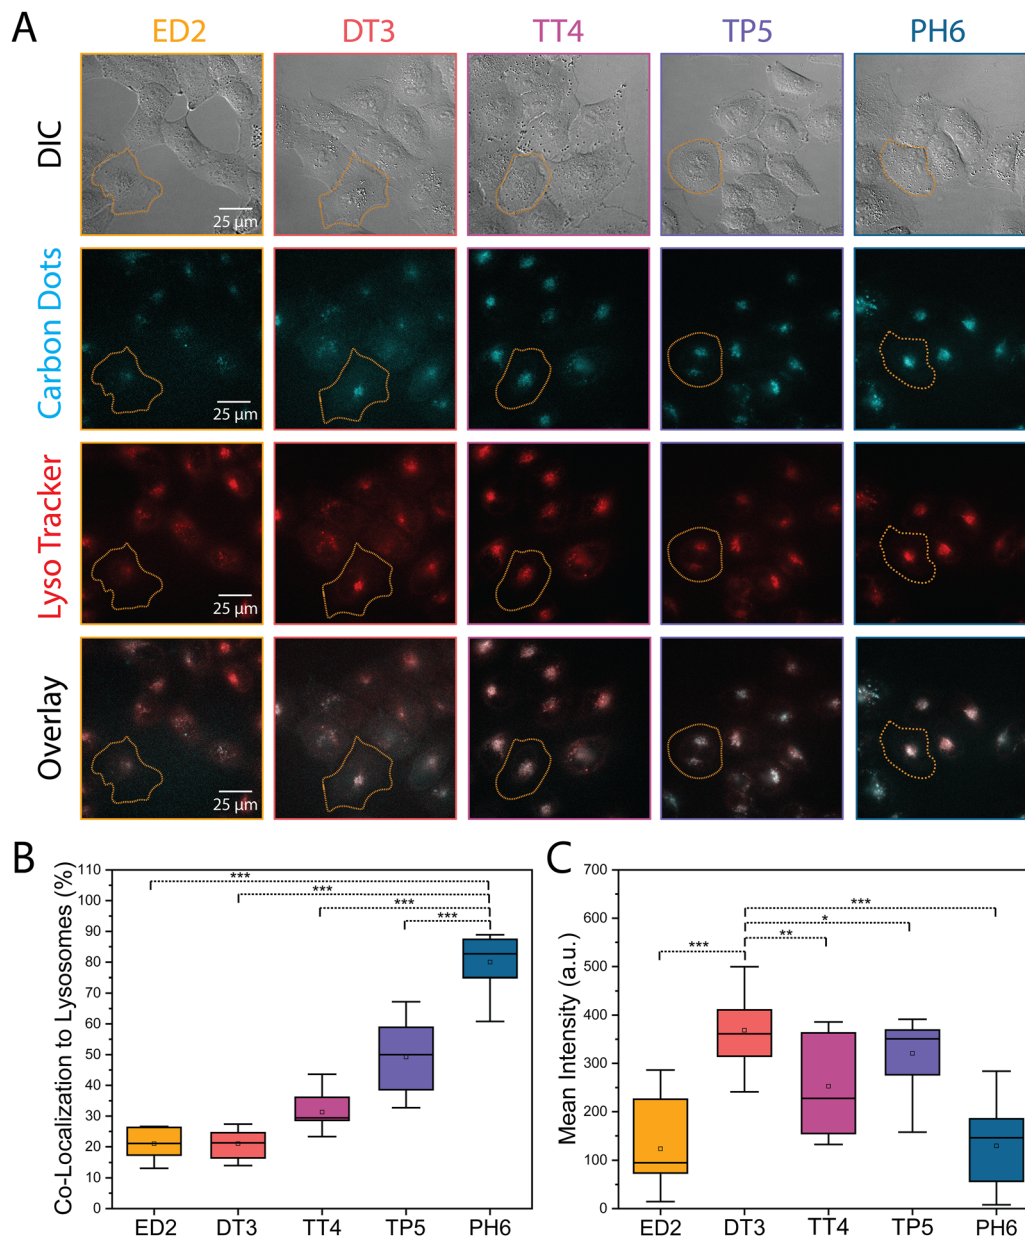 A
ED2 DT3 TT4 TP5 PH6
DIC
25 µm
Carbon Dots
25 µm
Lyso Tracker
25 µm
Overlay
25 µm
B
Co-Localization to Lysosomes (%)
110
100
90
80
70
60
50
40
30
20
10
0
***
***
***
***
ED2 DT3 TT4 TP5 PH6
C
Mean Intensity (a.u.)
700
600
500
400
300
200
100
0
***
*
**
***
ED2 DT3 TT4 TP5 PH6